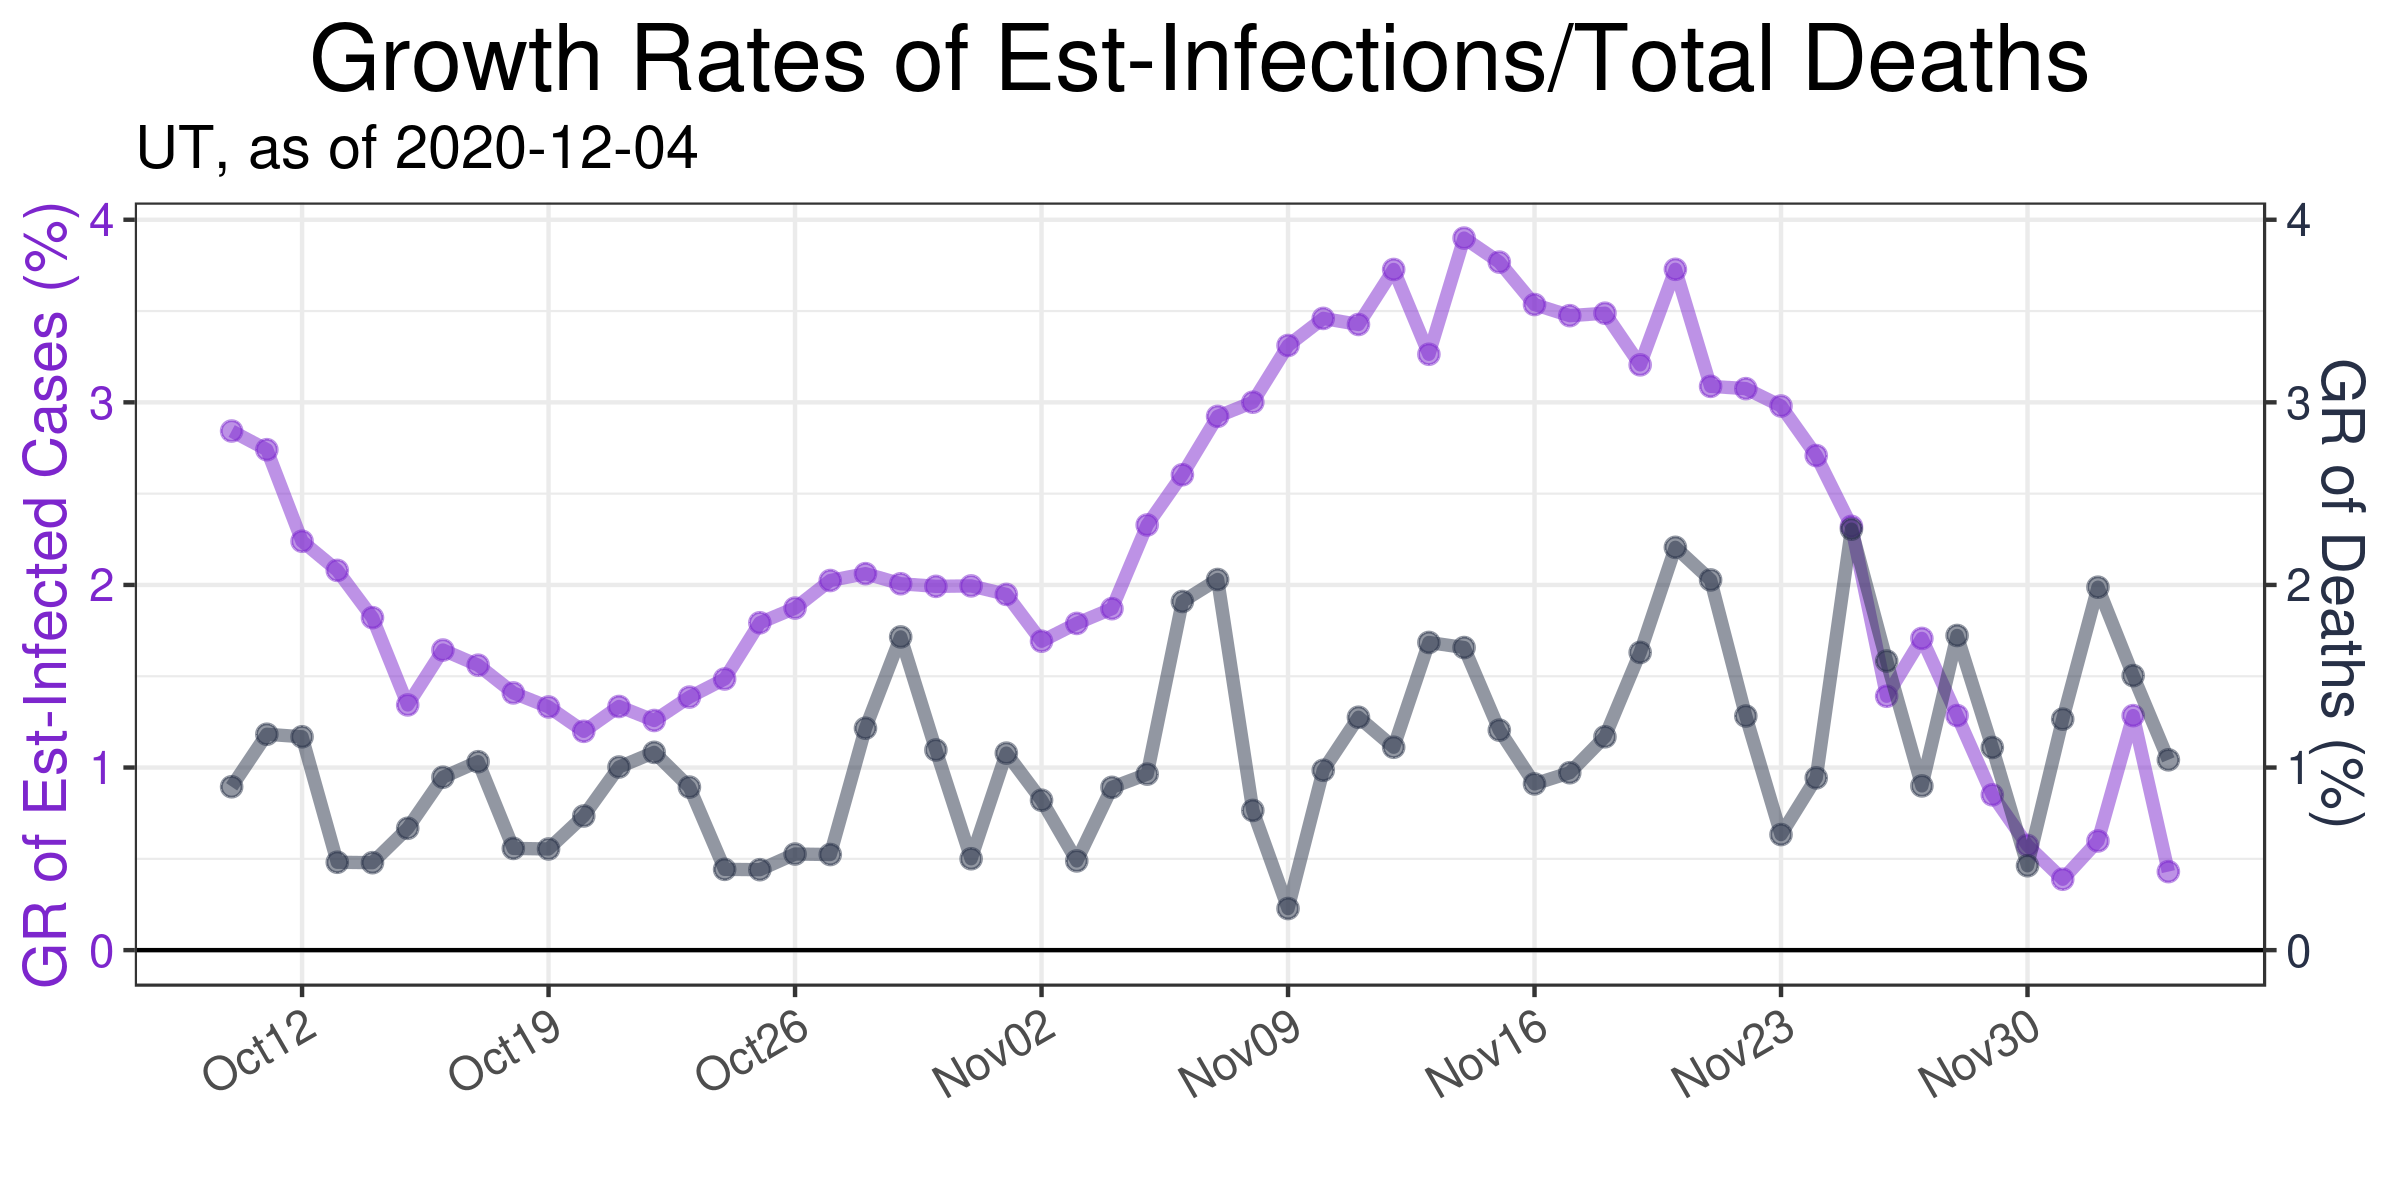 Growth Rates of Est-Infections/Total Deaths
UT, as of 2020-12-04
GR of Est-Infected Cases (%)
4
3
2
1
0
4
3
2
1
0
GR of Deaths (%)
Oct12
Oct19
Oct26
Nov02
Nov09
Nov16
Nov23
Nov30